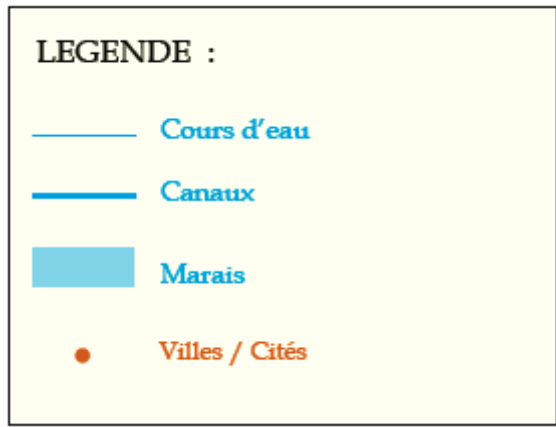 LEGENDE :
Cours d'eau
Canaux
Marais
Villes / Cités